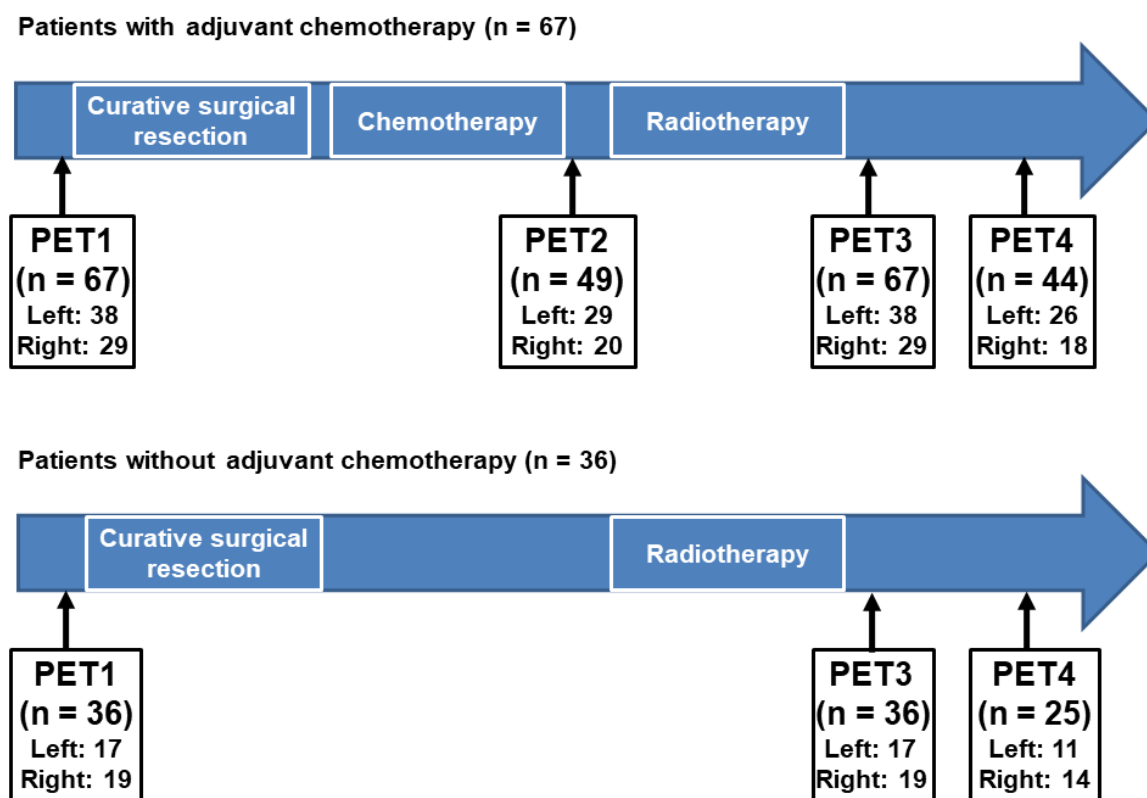 Patients with adjuvant chemotherapy (n = 67)
Curative surgical
resection
Chemotherapy
Radiotherapy
PET1
(n = 67)
Left: 38
Right: 29
PET2
(n = 49)
Left: 29
Right: 20
PET3
(n = 67)
Left: 38
Right: 29
PET4
(n = 44)
Left: 26
Right: 18
Patients without adjuvant chemotherapy (n = 36)
Curative surgical
resection
Radiotherapy
PET1
(n = 36)
Left: 17
Right: 19
PET3
(n = 36)
Left: 17
Right: 19
PET4
(n = 25)
Left: 11
Right: 14